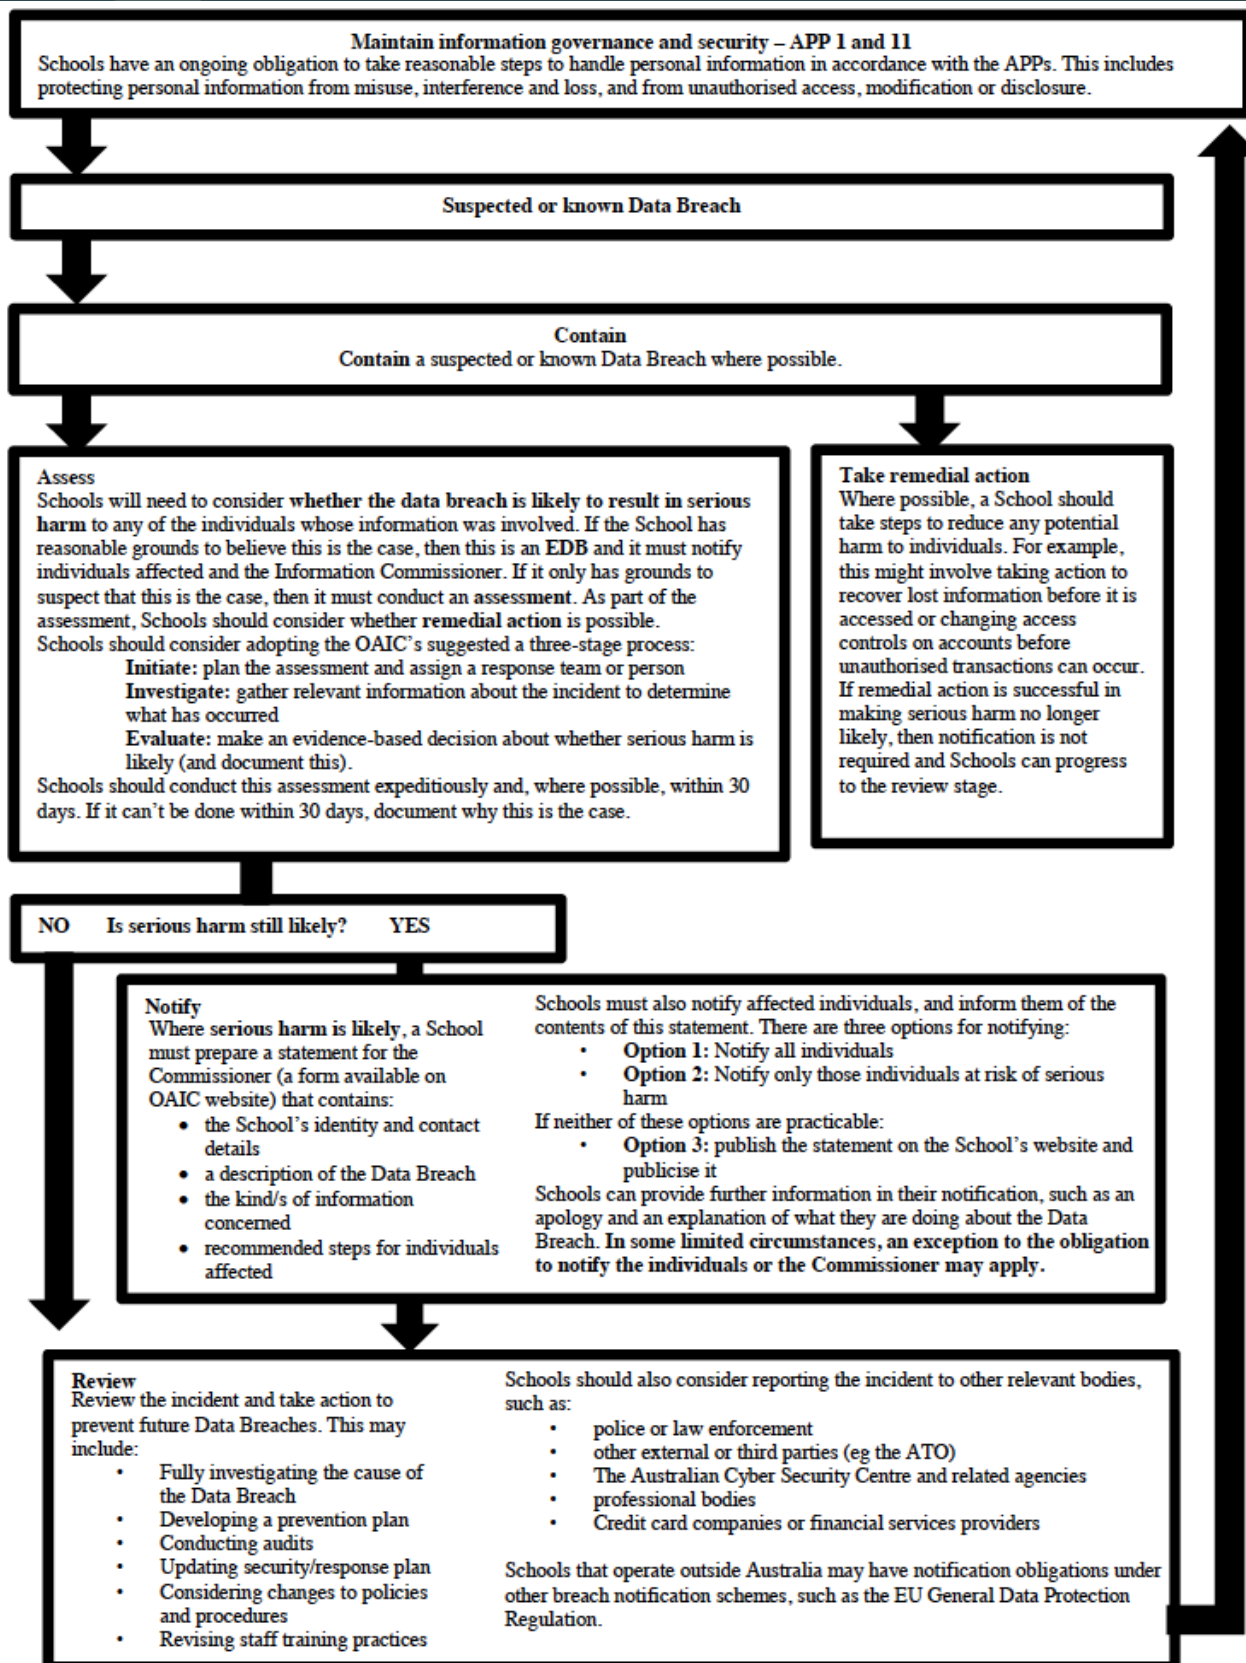 Maintain information governance and security – APP 1 and 11
Schools have an ongoing obligation to take reasonable steps to handle personal information in accordance with the APPs. This includes
protecting personal information from misuse, interference and loss, and from unauthorised access, modification or disclosure.
Suspected or known Data Breach
Contain
Contain a suspected or known Data Breach where possible.
Assess
Schools will need to consider whether the data breach is likely to result in serious
harm to any of the individuals whose information was involved. If the School has
reasonable grounds to believe this is the case, then this is an EDB and it must notify
individuals affected and the Information Commissioner. If it only has grounds to
suspect that this is the case, then it must conduct an assessment. As part of the
assessment, Schools should consider whether remedial action is possible.
Schools should consider adopting the OAIC's suggested a three-stage process:
Initiate: plan the assessment and assign a response team or person
Investigate: gather relevant information about the incident to determine
what has occurred
Evaluate: make an evidence-based decision about whether serious harm is
likely (and document this).
Schools should conduct this assessment expeditiously and, where possible, within 30
days. If it can't be done within 30 days, document why this is the case.
Take remedial action
Where possible, a School should
take steps to reduce any potential
harm to individuals. For example,
this might involve taking action to
recover lost information before it is
accessed or changing access
controls on accounts before
unauthorised transactions can occur.
If remedial action is successful in
making serious harm no longer
likely, then notification is not
required and Schools can progress
to the review stage.
NO Is serious harm still likely? YES
Notify
Where serious harm is likely, a School
must prepare a statement for the
Commissioner (a form available on
OAIC website) that contains:
• the School's identity and contact
details
• a description of the Data Breach
• the kind/s of information
concerned
• recommended steps for individuals
affected
Schools must also notify affected individuals, and inform them of the
contents of this statement. There are three options for notifying:
• Option 1: Notify all individuals
• Option 2: Notify only those individuals at risk of serious
harm
If neither of these options are practicable:
• Option 3: publish the statement on the School's website and
publicise it
Schools can provide further information in their notification, such as an
apology and an explanation of what they are doing about the Data
Breach. In some limited circumstances, an exception to the obligation
to notify the individuals or the Commissioner may apply.
Review
Review the incident and take action to
prevent future Data Breaches. This may
include:
• Fully investigating the cause of
the Data Breach
• Developing a prevention plan
• Conducting audits
• Updating security/response plan
• Considering changes to policies
and procedures
• Revising staff training practices
Schools should also consider reporting the incident to other relevant bodies,
such as:
• police or law enforcement
• other external or third parties (eg the ATO)
• The Australian Cyber Security Centre and related agencies
• professional bodies
• Credit card companies or financial services providers
Schools that operate outside Australia may have notification obligations under
other breach notification schemes, such as the EU General Data Protection
Regulation.